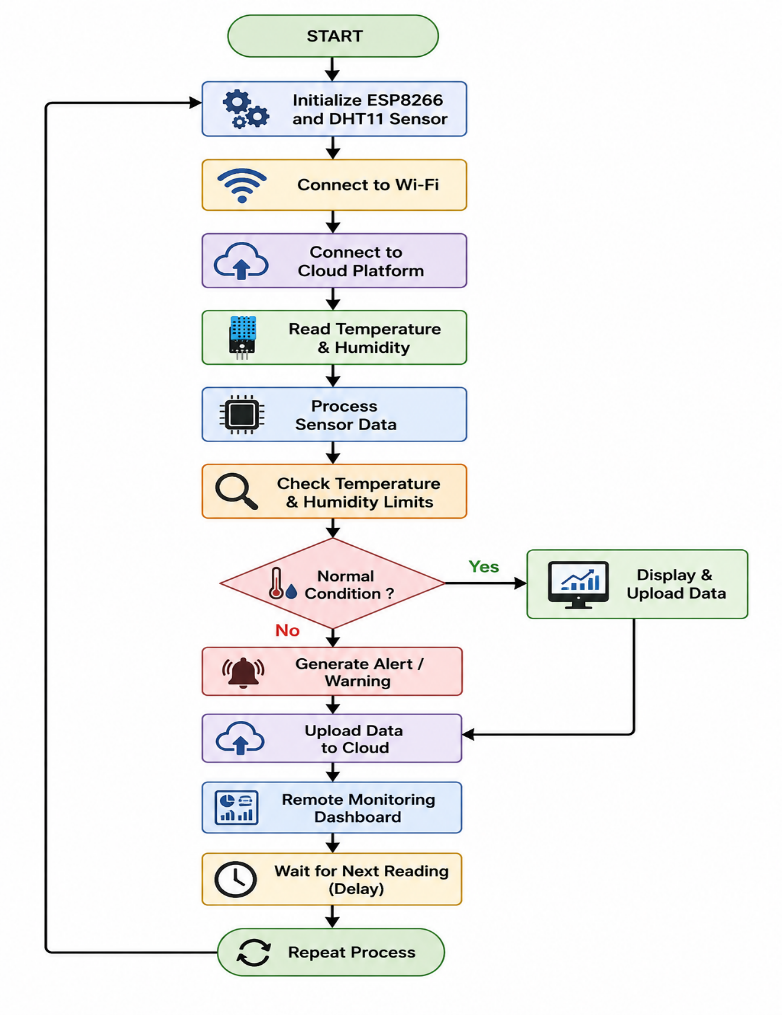 START
Initialize ESP8266
and DHT11 Sensor
Connect to Wi-Fi
Connect to
Cloud Platform
Read Temperature
& Humidity
Process
Sensor Data
Check Temperature
& Humidity Limits
Normal
Condition ?
Yes
Display &
Upload Data
No
Generate Alert /
Warning
Upload Data
to Cloud
Remote Monitoring
Dashboard
Wait for Next Reading
(Delay)
Repeat Process